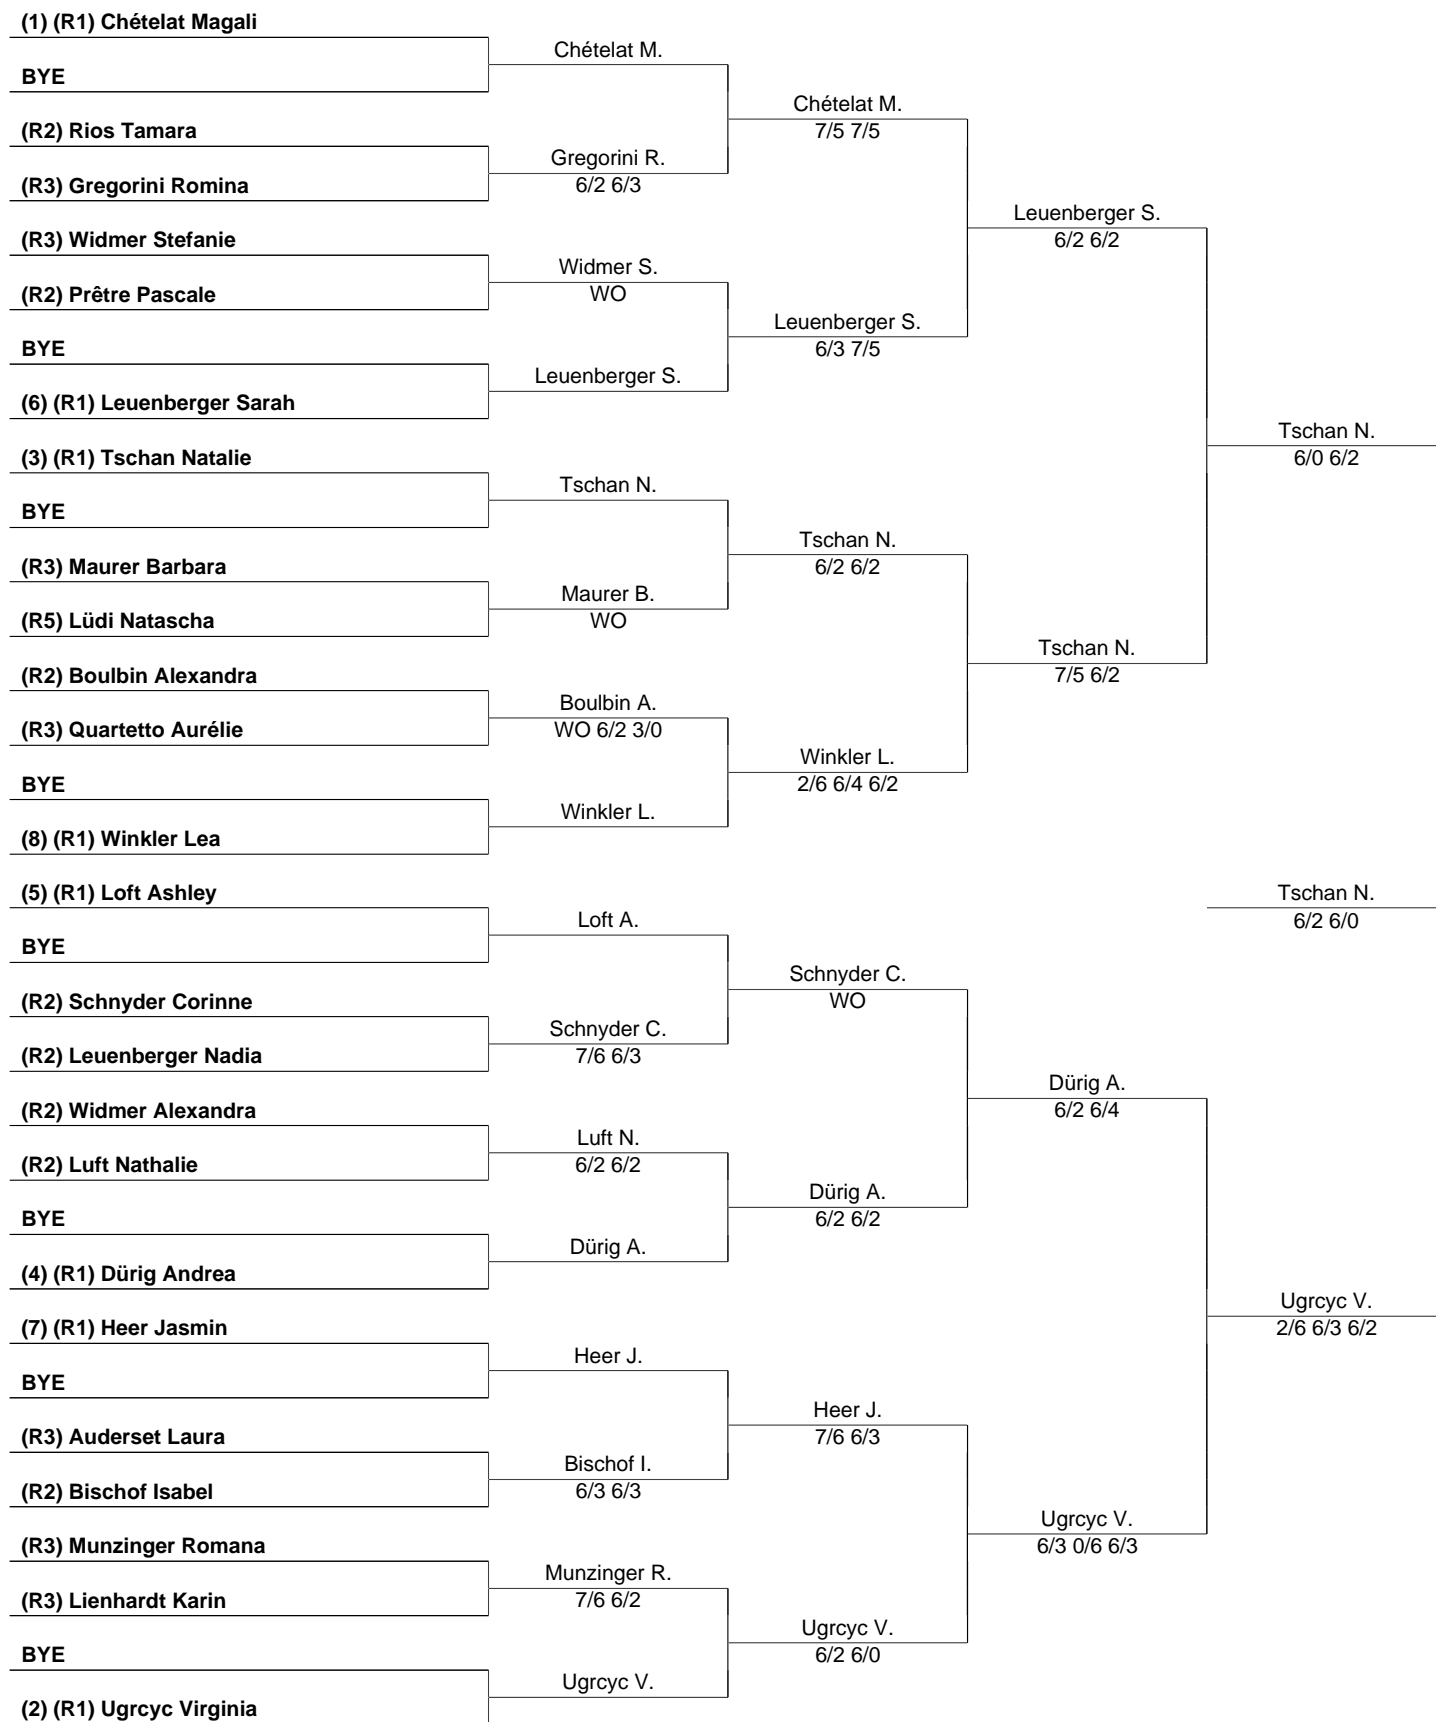 (1) (R1) Chételat Magali
Chételat M.
BYE
Chételat M.
7/5 7/5
(R2) Rios Tamara
Gregorini R.
6/2 6/3
(R3) Gregorini Romina
Leuenberger S.
6/2 6/2
(R3) Widmer Stefanie
Widmer S.
WO
(R2) Prêtre Pascale
Leuenberger S.
6/3 7/5
BYE
Leuenberger S.
(6) (R1) Leuenberger Sarah
Tschan N.
6/0 6/2
(3) (R1) Tschan Natalie
Tschan N.
BYE
Tschan N.
6/2 6/2
(R3) Maurer Barbara
Maurer B.
WO
(R5) Lüdi Natascha
Tschan N.
7/5 6/2
(R2) Boulbin Alexandra
Boulbin A.
WO 6/2 3/0
(R3) Quartetto Aurélie
Winkler L.
2/6 6/4 6/2
BYE
Winkler L.
(8) (R1) Winkler Lea
(5) (R1) Loft Ashley
Tschan N.
6/2 6/0
Loft A.
BYE
Schnyder C.
WO
(R2) Schnyder Corinne
Schnyder C.
7/6 6/3
(R2) Leuenberger Nadia
Dürig A.
6/2 6/4
(R2) Widmer Alexandra
Luft N.
6/2 6/2
(R2) Luft Nathalie
Dürig A.
6/2 6/2
BYE
Dürig A.
(4) (R1) Dürig Andrea
Ugrcyc V.
2/6 6/3 6/2
(7) (R1) Heer Jasmin
Heer J.
BYE
Heer J.
7/6 6/3
(R3) Auderset Laura
Bischof I.
6/3 6/3
(R2) Bischof Isabel
Ugrcyc V.
6/3 0/6 6/3
(R3) Munzinger Romana
Munzinger R.
7/6 6/2
(R3) Lienhardt Karin
Ugrcyc V.
6/2 6/0
BYE
Ugrcyc V.
(2) (R1) Ugrcyc Virginia